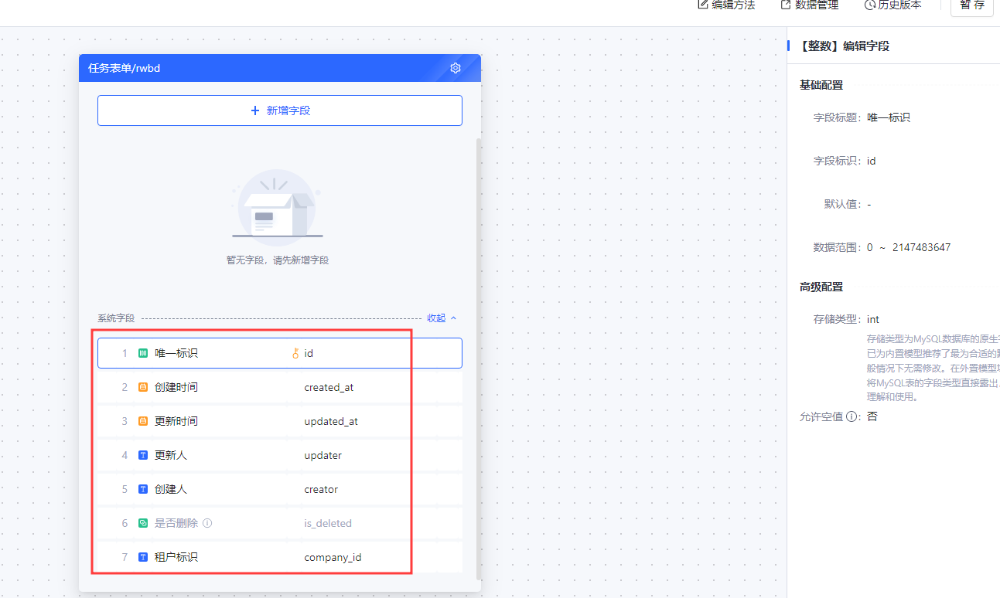 编辑方法 数据管理 历史版本 暂 存
任务表单/rwbd
+ 新增字段
暂无字段，请先新增字段
系统字段 收起
1 唯一标识 id
2 创建时间 created_at
3 更新时间 updated_at
4 更新人 updater
5 创建人 creator
6 是否删除 is_deleted
7 租户标识 company_id
【整数】编辑字段
基础配置
字段标题： 唯一标识
字段标识： id
默认值： -
数据范围： 0 ~ 2147483647
高级配置
存储类型： int
存储类型为MySQL数据库的原生
已为内置模型推荐了最为合适的
般情况下无需修改。在外置模型
将MySQL表的字段类型直接露出，
理解和使用。
允许空值 ： 否